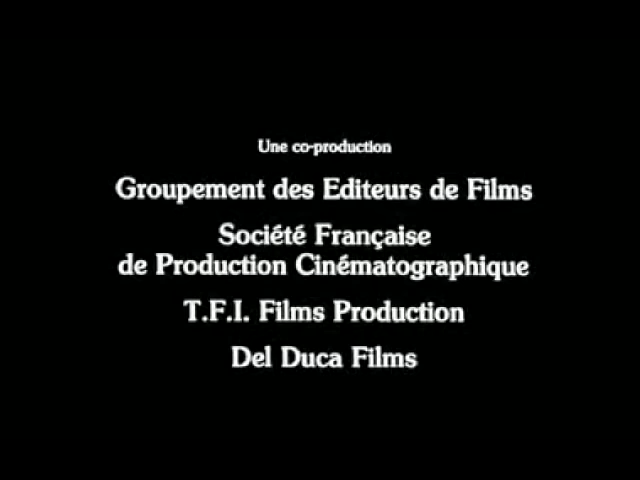 Une co-production
Groupement des Editeurs de Films
Société Française
de Production Cinématographique
T.F.I. Films Production
Del Duca Films